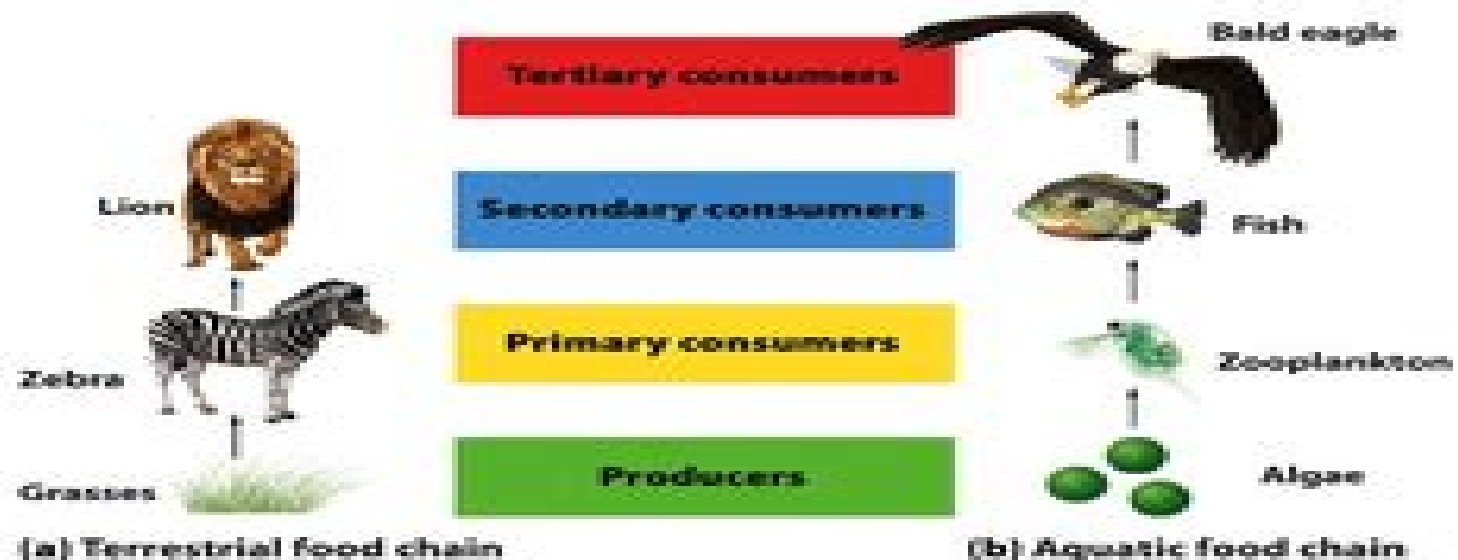 Bald eagle
Tertiary consumers
Lion
Secondary consumers
Fish
Primary consumers
Zebra
Zooplankton
Producers
Grasses
Algae
(a) Terrestrial food chain
(b) Aquatic food chain